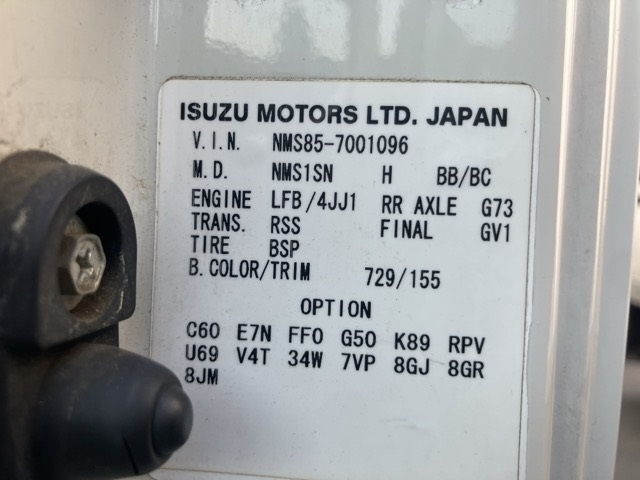 ISUZU MOTORS LTD. JAPAN
V.I.N. NMS85-7001096
M.D. NMS1SN H BB/BC
ENGINE LFB/4JJ1 RR AXLE G73
TRANS. RSS FINAL GV1
TIRE BSP
B.COLOR/TRIM 729/155
OPTION
C60 E7N FF0 G50 K89 RPV
U69 V4T 34W 7VP 8GJ 8GR
8JM